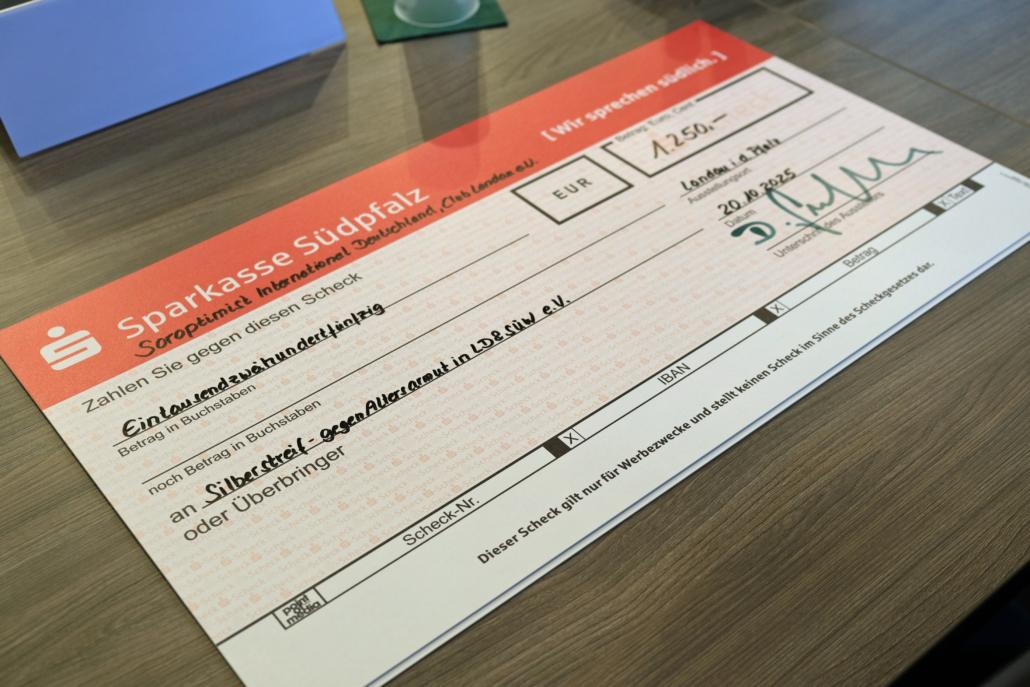 [ Wir sprechen südlich. ]
Sparkasse Südpfalz
Soroptimist International Deutschland, Club Landau e.V.
Zahlen Sie gegen diesen Scheck
EUR
Betrag: Euro, Cent
1.250,—
Eintausendzwaihundertfünfzig
Betrag in Buchstaben
noch Betrag in Buchstaben
Landau i.d. Pfalz
Ausstellungsort
20.10.2025
Datum
Unterschrift des Ausstellers
an Silberstreif - gegen Altersarmut in LD&SÜW e.V.
oder Überbringer
Scheck-Nr.
X
IBAN
X
Betrag
X Text
Dieser Scheck gilt nur für Werbezwecke und stellt keinen Scheck im Sinne des Scheckgesetzes dar.
point
of
media